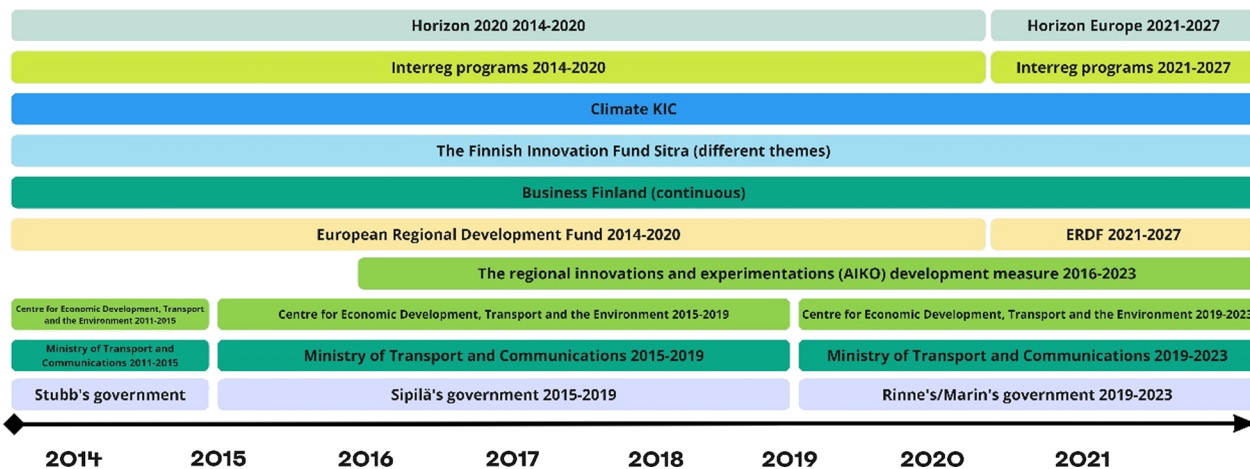 Horizon 2020 2014-2020
Horizon Europe 2021-2027
Interreg programs 2014-2020
Interreg programs 2021-2027
Climate KIC
The Finnish Innovation Fund Sitra (different themes)
Business Finland (continuous)
European Regional Development Fund 2014-2020
ERDF 2021-2027
The regional innovations and experimentations (AIKO) development measure 2016-2023
Centre for Economic Development, Transport
and the Environment 2011-2015
Centre for Economic Development, Transport and the Environment 2015-2019
Centre for Economic Development, Transport and the Environment 2019-2023
Ministry of Transport and
Communications 2011-2015
Ministry of Transport and Communications 2015-2019
Ministry of Transport and Communications 2019-2023
Stubb's government
Sipilä's government 2015-2019
Rinne's/Marin's government 2019-2023
2014 2015 2016 2017 2018 2019 2020 2021